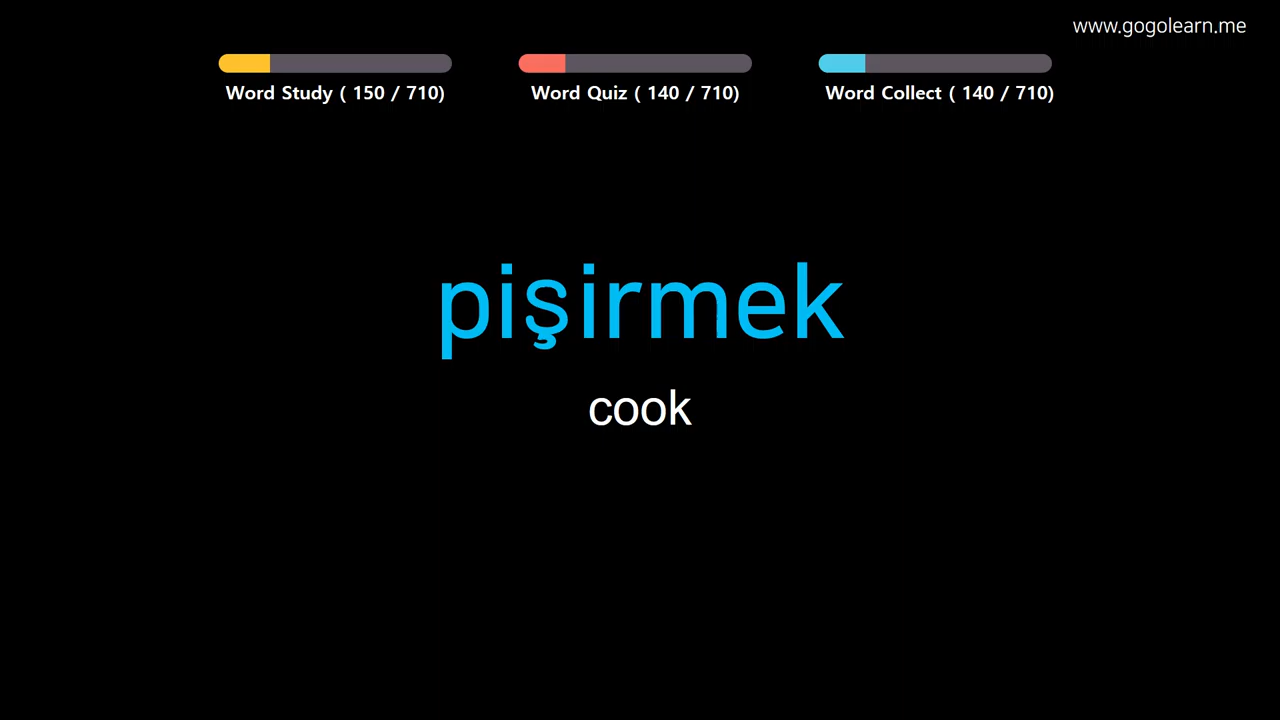 www.gogolearn.me
Word Study ( 150 / 710)
Word Quiz ( 140 / 710)
Word Collect ( 140 / 710)
pişirmek
cook